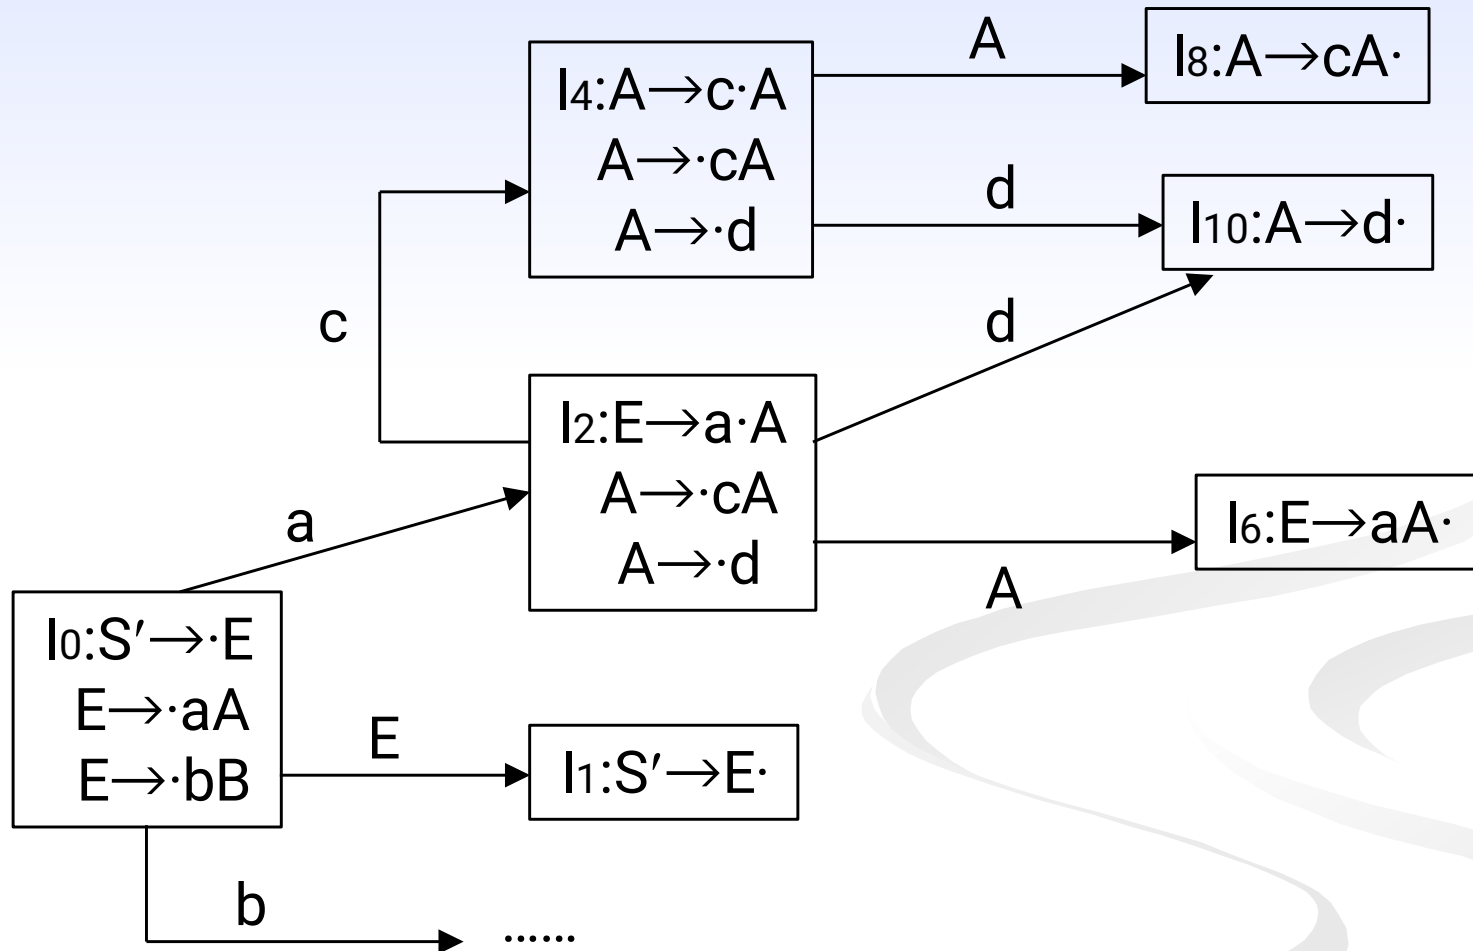 A
I8:A→cA·
I4:A→c·A
A→·cA
A→·d
d
I10:A→d·
c
d
I2:E→a·A
A→·cA
A→·d
a
I6:E→aA·
A
I0:S′→·E
E→·aA
E→·bB
E
I1:S′→E·
b
······